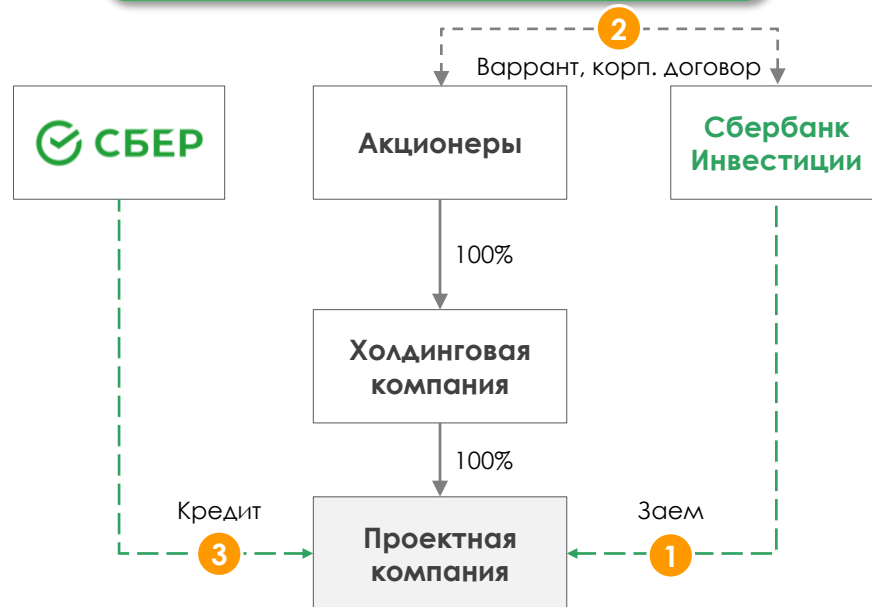 2
Варрант, корп. договор
СБЕР
Акционеры
Сбербанк
Инвестиции
100%
Холдинговая
компания
100%
Кредит
Заем
3
Проектная
компания
1